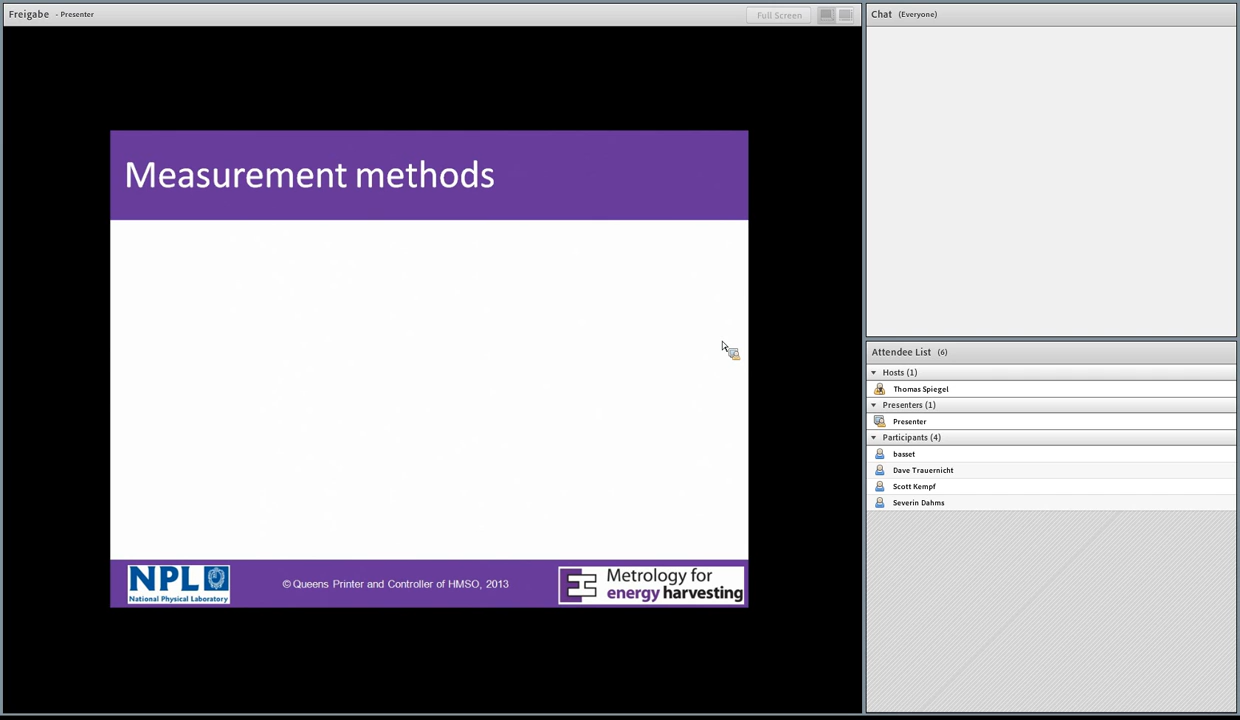 Freigabe - Presenter
Full Screen
Measurement methods
NPL
National Physical Laboratory
© Queens Printer and Controller of HMSO, 2013
Metrology for
energy harvesting
Chat (Everyone)
Attendee List (6)
Hosts (1)
Thomas Spiegel
Presenters (1)
Presenter
Participants (4)
basset
Dave Trauernicht
Scott Kempf
Severin Dahms